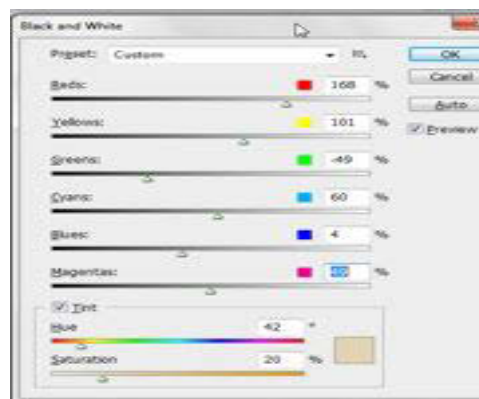 Black and White
Preset: Custom
OK
Cancel
Auto
Preview
Reds: 168 %
Yellows: 101 %
Greens: -49 %
Cyans: 60 %
Blues: 4 %
Magentas: %
Tint
Hue 42 °
Saturation 20 %